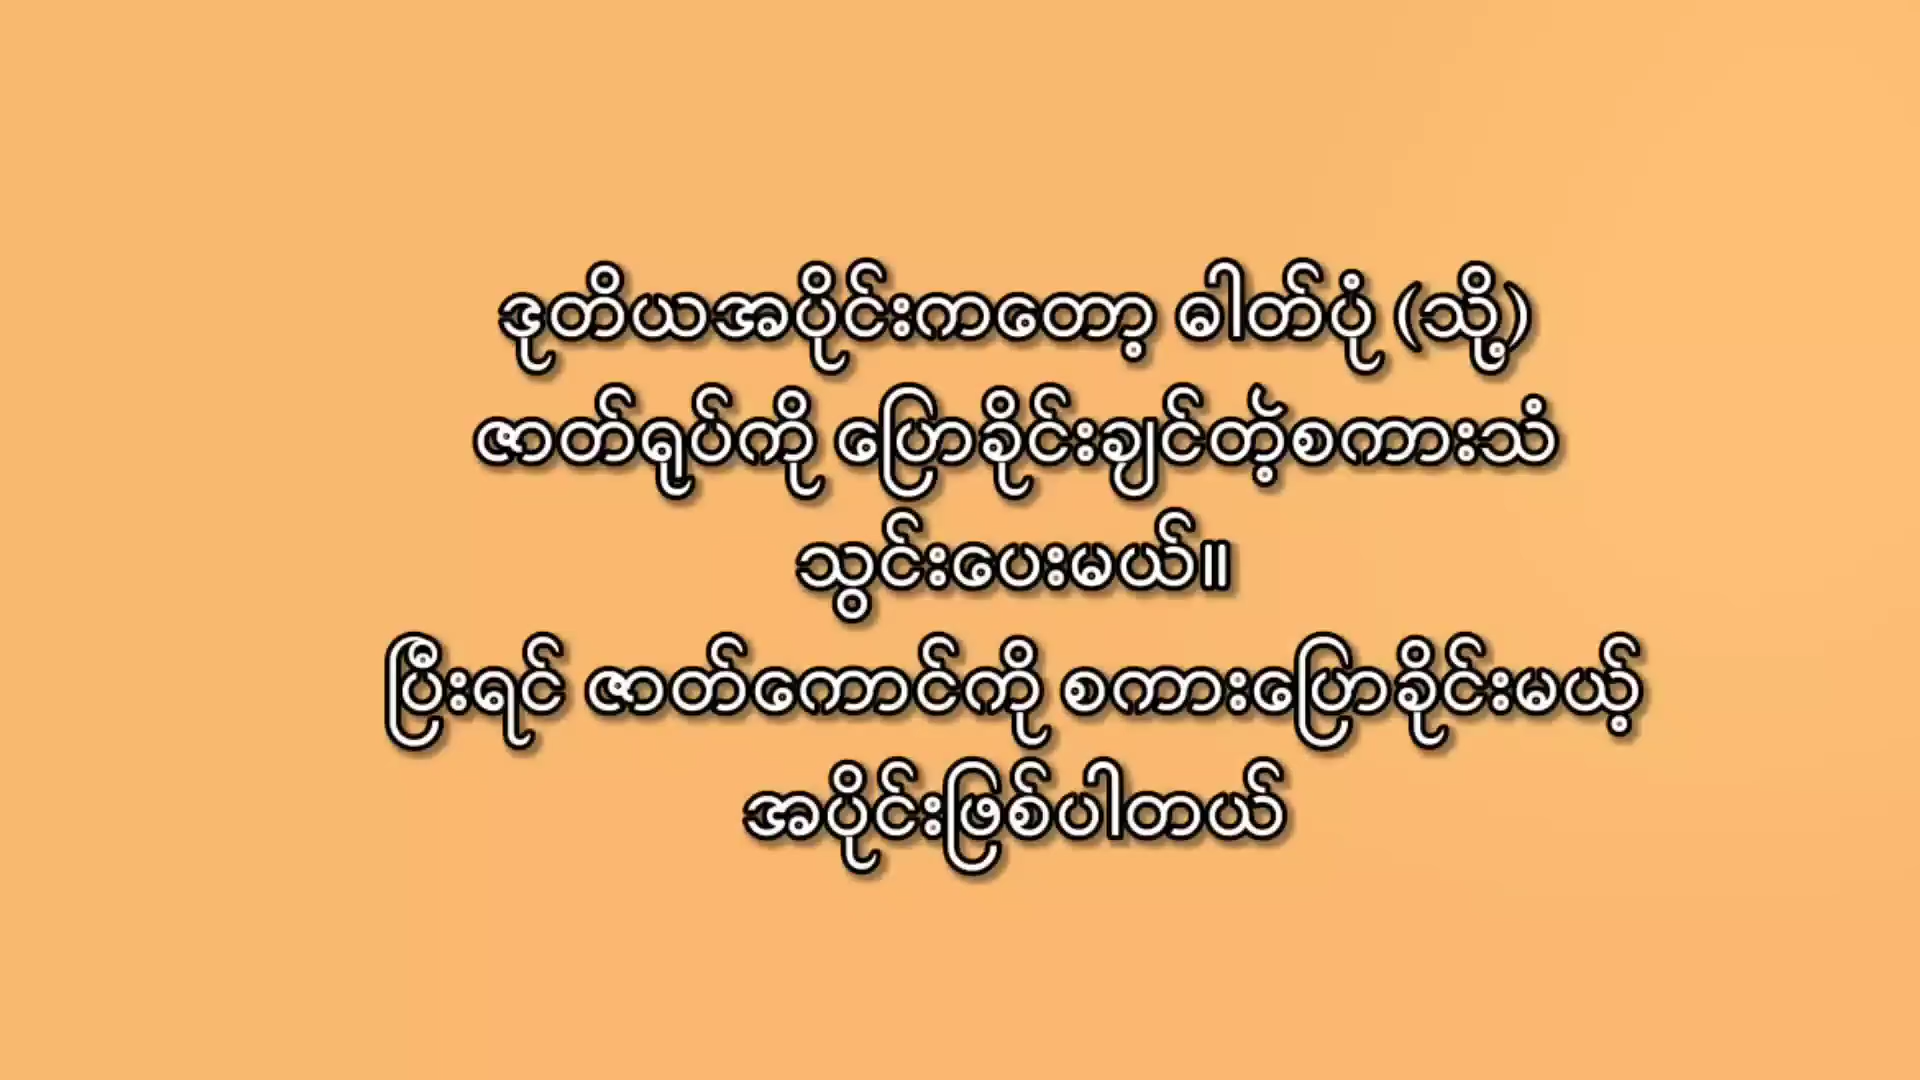 ဒုတိယအပိုင်းကတော့ ဓါတ်ပုံ (သို့)
ဇာတ်ရုပ်ကို ပြောခိုင်းချင်တဲ့စကားသံ
သွင်းပေးမယ်။
ပြီးရင် ဇာတ်ကောင်ကို စကားပြောခိုင်းမယ့်
အပိုင်းဖြစ်ပါတယ်